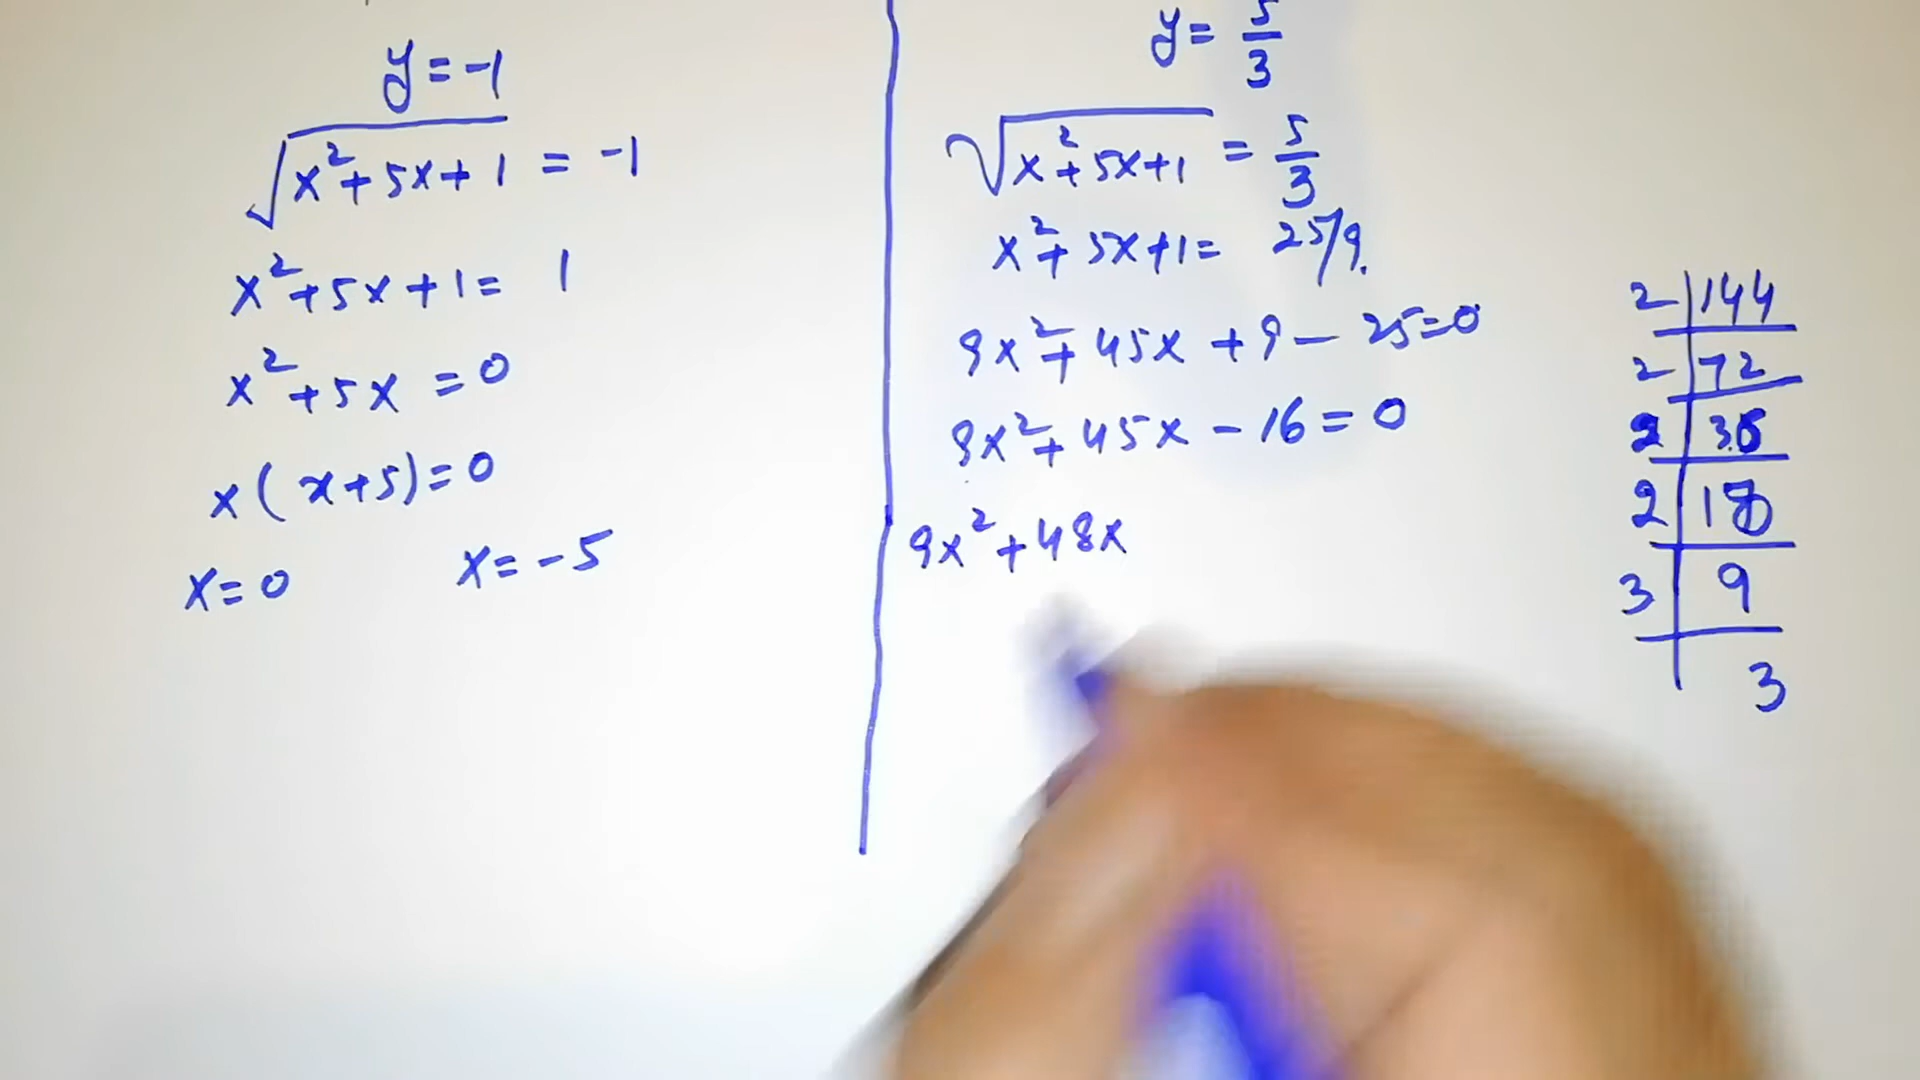 y = -1
√x²+5x+1 = -1
x²+5x+1 = 1
x²+5x = 0
x(x+5)=0
x=0 x=-5
y = 5/3
√x²+5x+1 = 5/3
x²+5x+1 = 25/9.
9x²+45x+9-25=0
9x²+45x-16=0
9x²+48x
2|144
2|72
2|36
2|18
3|9
3